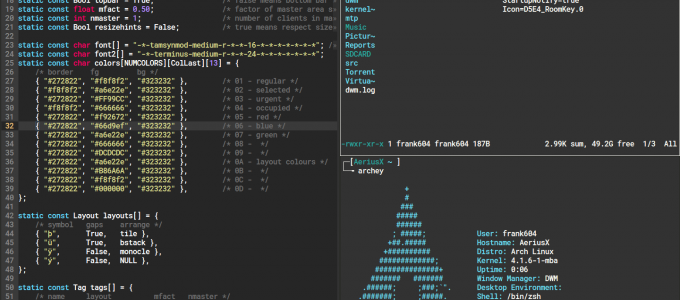 18 static const Bool topbar = True; /* false means bottom bar
19 static const float mfact = 0.50; /* factor of master area s
20 static const int nmaster = 1; /* number of clients in ma
21 static const Bool resizehints = False; /* true means respect size
22
23 static const char font[] = "-*-tamsynmod-medium-r-*-*-16-*-*-*-*-*-*-*"; //
24 static const char font2[] = "-*-terminus-medium-r-*-*-24-*-*-*-*-*-*-*";
25 static const char colors[NUMCOLORS][ColLast][13] = {
26 /* border fg bg */
27 { "#272822", "#f8f8f2", "#323232" }, /* 01 - regular */
28 { "#f8f8f2", "#a6e22e", "#323232" }, /* 02 - selected */
29 { "#272822", "#FF99CC", "#323232" }, /* 03 - urgent */
30 { "#f8f8f2", "#666666", "#323232" }, /* 04 - occupied */
31 { "#272822", "#f92672", "#323232" }, /* 05 - red */
32 { "#272822", "#66d9ef", "#323232" }, /* 06 - blue */
33 { "#272822", "#a6e22e", "#323232" }, /* 07 - green */
34 { "#272822", "#666666", "#323232" }, /* 08 - */
35 { "#272822", "#DCDCDC", "#323232" }, /* 09 - */
36 { "#272822", "#a6e22e", "#323232" }, /* 0A - layout colours */
37 { "#272822", "#B86A6A", "#323232" }, /* 0B - */
38 { "#272822", "#f8f8f2", "#323232" }, /* 0C - */
39 { "#272822", "#000000", "#323232" }, /* 0D - */
40 };
41
42 static const Layout layouts[] = {
43 /* symbol gaps arrange */
44 { "þ", True, tile },
45 { "ü", True, bstack },
46 { "ý", False, monocle },
47 { "ÿ", False, NULL },
48 };
49
50 static const Tag tags[] = {
51 /* name layout mfact nmaster */
StartupNotify=true
kernel~ Icon=D5E4_RoomKey.0
mtp
Music
Pictur~
Reports
SDCARD
src
Torrent
Virtua~
dwm.log
-rwxr-xr-x 1 frank604 frank604 187B 2.99K sum, 49.2G free 1/3 All
[AeriusX ~ ]
archey
+
#
###
#####
######
; #####; User: frank604
+##.##### Hostname: AeriusX
+########## Distro: Arch Linux
#############; Kernel: 4.1.6-1-mba
###############+ Uptime: 0:06
####### ####### Window Manager: DWM
.######; ;###;`". Desktop Environment:
.#######; ;#####. Shell: /bin/zsh